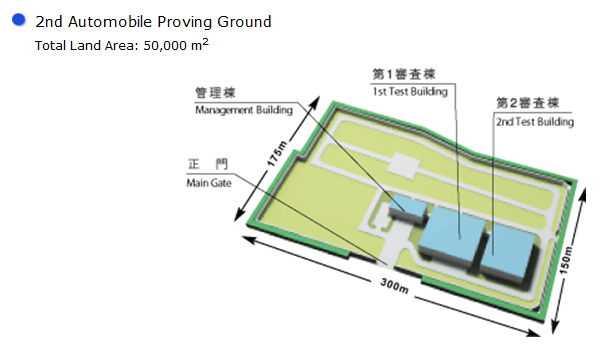 2nd Automobile Proving Ground
Total Land Area: 50,000 m²
第1審査棟
1st Test Building
管理棟
Management Building
第2審査棟
2nd Test Building
175m
正 門
Main Gate
150m
300m